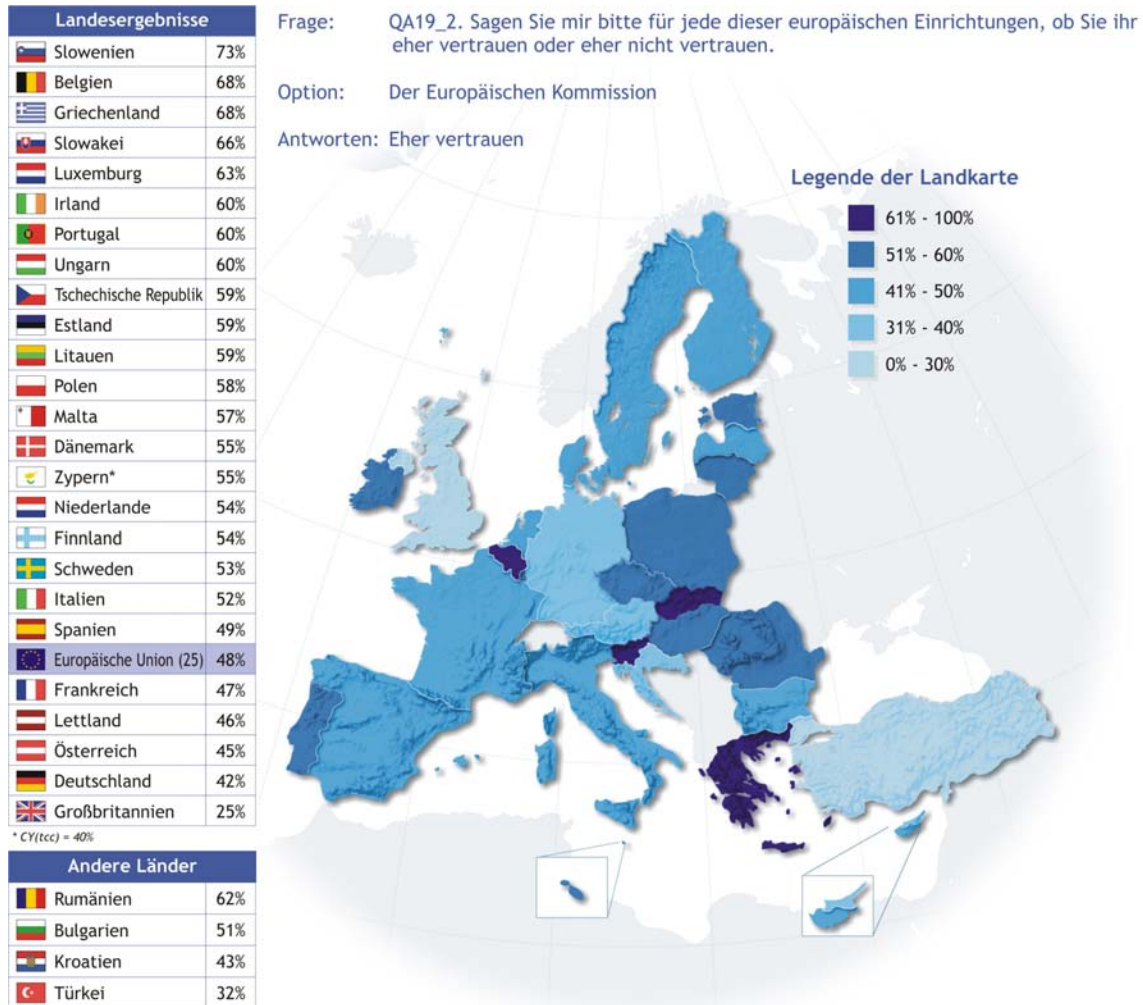 Landesergebnisse
Slowenien 73%
Belgien 68%
Griechenland 68%
Slowakei 66%
Luxemburg 63%
Irland 60%
Portugal 60%
Ungarn 60%
Tschechische Republik 59%
Estland 59%
Litauen 59%
Polen 58%
Malta 57%
Dänemark 55%
Zypern* 55%
Niederlande 54%
Finnland 54%
Schweden 53%
Italien 52%
Spanien 49%
Europäische Union (25) 48%
Frankreich 47%
Lettland 46%
Österreich 45%
Deutschland 42%
Großbritannien 25%
* CY(tcc) = 40%
Andere Länder
Rumänien 62%
Bulgarien 51%
Kroatien 43%
Türkei 32%
Frage: QA19_2. Sagen Sie mir bitte für jede dieser europäischen Einrichtungen, ob Sie ihr
eher vertrauen oder eher nicht vertrauen.
Option: Der Europäischen Kommission
Antworten: Eher vertrauen
Legende der Landkarte
61% - 100%
51% - 60%
41% - 50%
31% - 40%
0% - 30%